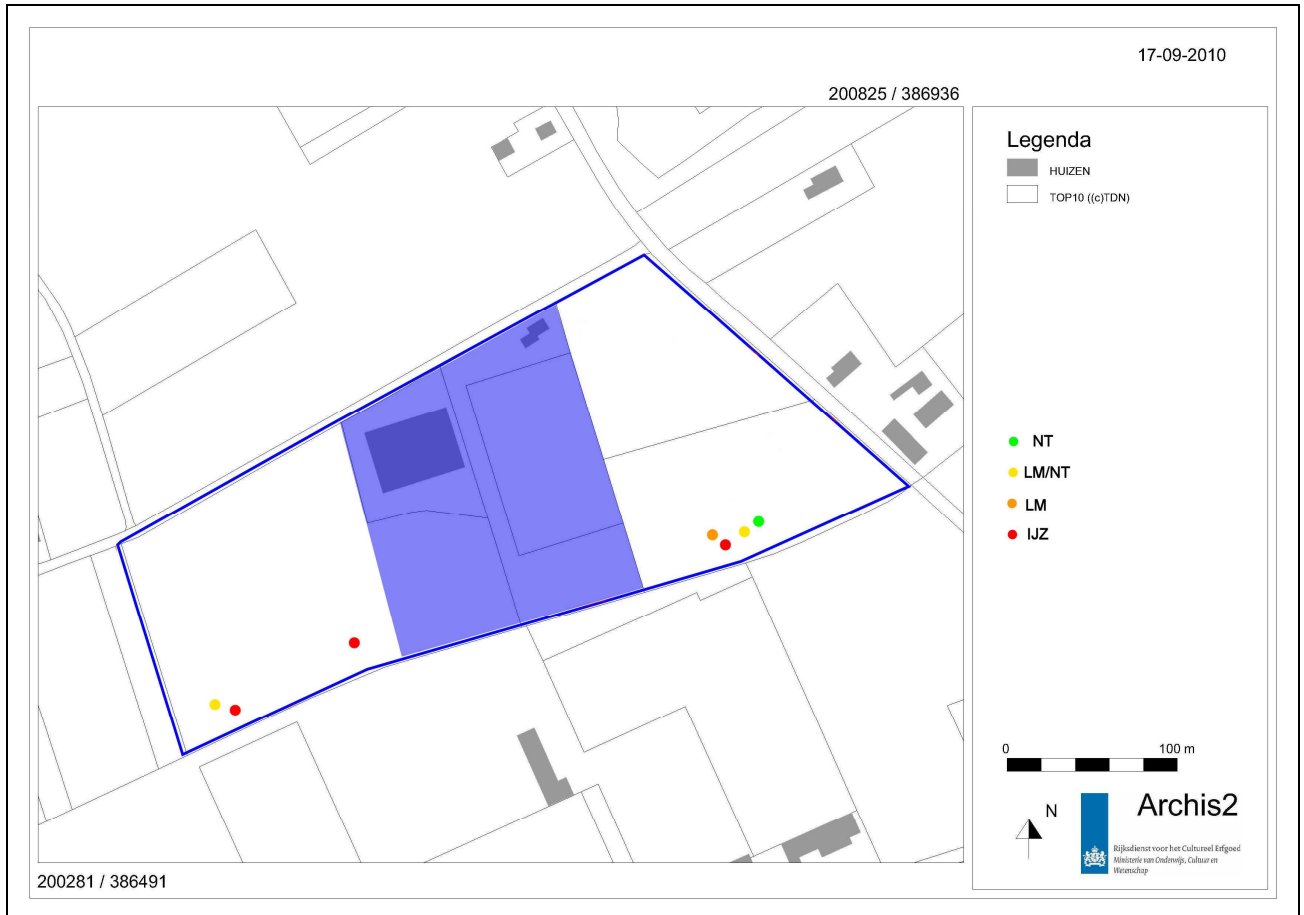 17-09-2010
200825 / 386936
Legenda
HUIZEN
TOP10 ((c)TDN)
NT
LM/NT
LM
IJZ
0 100 m
N
Archis2
Rijksdienst voor het Cultureel Erfgoed
Ministerie van Onderwijs, Cultuur en
Wetenschap
200281 / 386491